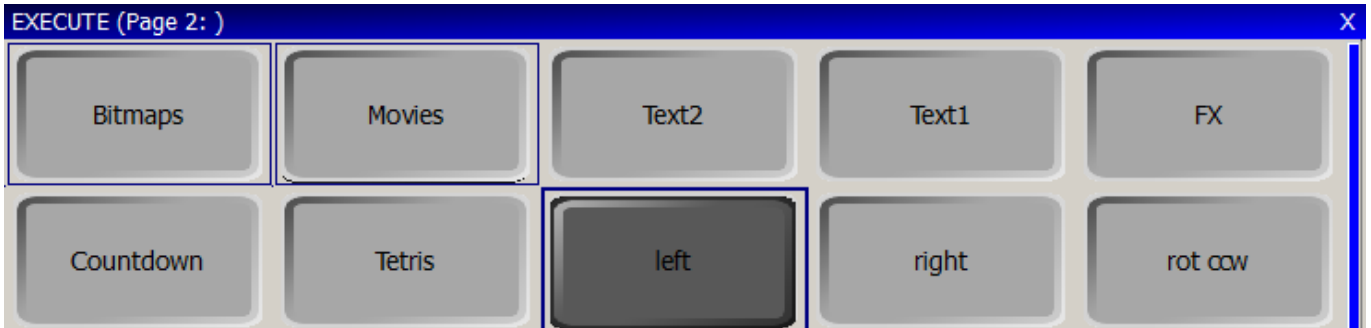 EXECUTE (Page 2: ) X
Bitmaps Movies Text2 Text1 FX
Countdown Tetris left right rot ccw